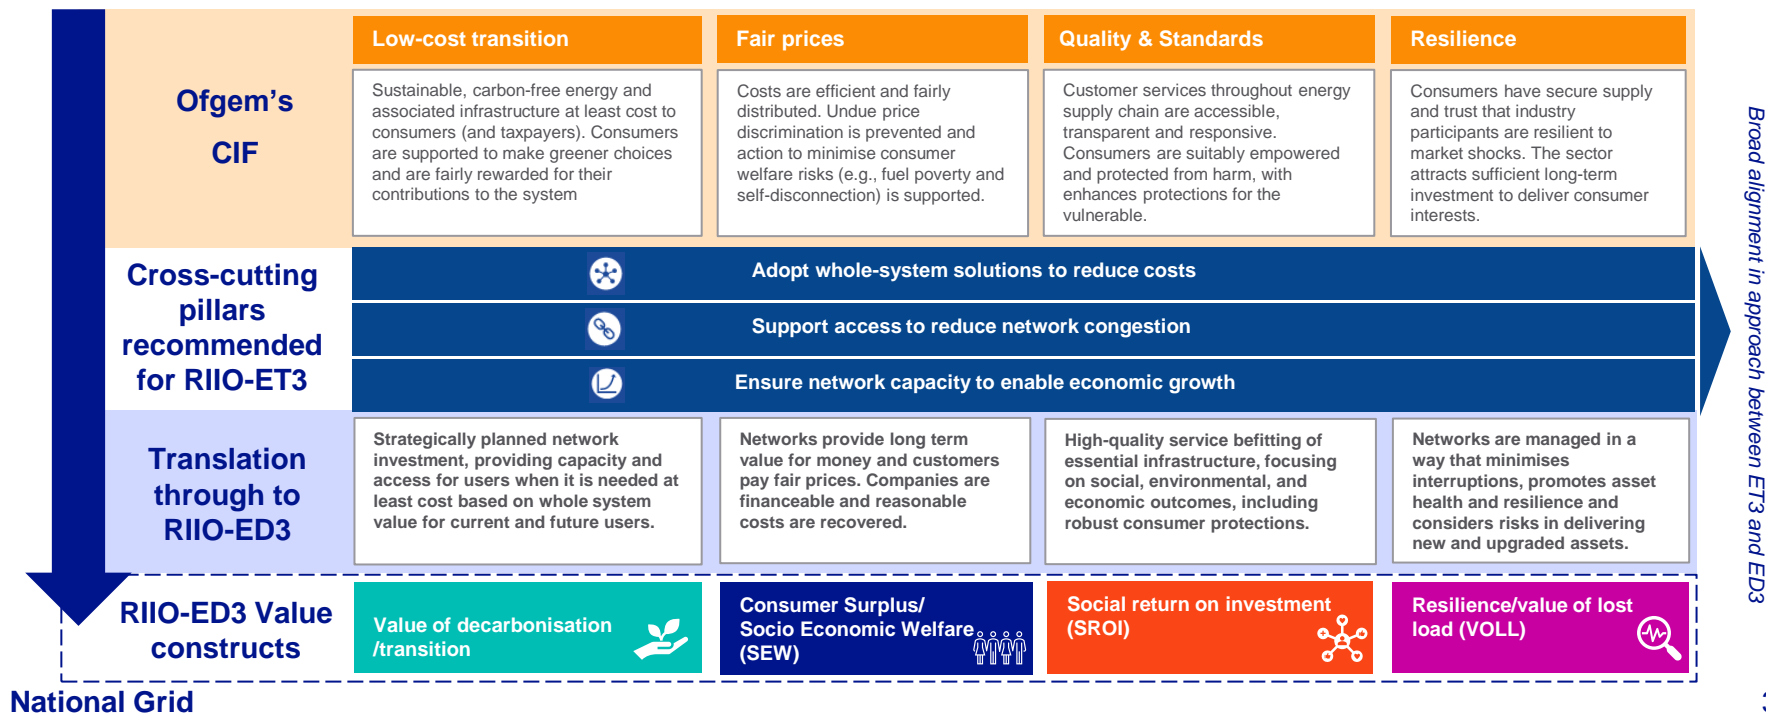 Low-cost transition
Fair prices
Quality & Standards
Resilience
Ofgem's
CIF
Sustainable, carbon-free energy and
associated infrastructure at least cost to
consumers (and taxpayers). Consumers
are supported to make greener choices
and are fairly rewarded for their
contributions to the system
Costs are efficient and fairly
distributed. Undue price
discrimination is prevented and
action to minimise consumer
welfare risks (e.g., fuel poverty and
self-disconnection) is supported.
Customer services throughout energy
supply chain are accessible,
transparent and responsive.
Consumers are suitably empowered
and protected from harm, with
enhances protections for the
vulnerable.
Consumers have secure supply
and trust that industry
participants are resilient to
market shocks. The sector
attracts sufficient long-term
investment to deliver consumer
interests.
Cross-cutting
pillars
recommended
for RIIO-ET3
Adopt whole-system solutions to reduce costs
Support access to reduce network congestion
Ensure network capacity to enable economic growth
Translation
through to
RIIO-ED3
Strategically planned network
investment, providing capacity and
access for users when it is needed at
least cost based on whole system
value for current and future users.
Networks provide long term
value for money and customers
pay fair prices. Companies are
financeable and reasonable
costs are recovered.
High-quality service befitting of
essential infrastructure, focusing
on social, environmental, and
economic outcomes, including
robust consumer protections.
Networks are managed in a
way that minimises
interruptions, promotes asset
health and resilience and
considers risks in delivering
new and upgraded assets.
RIIO-ED3 Value
constructs
Value of decarbonisation
/transition
Consumer Surplus/
Socio Economic Welfare
(SEW)
Social return on investment
(SROI)
Resilience/value of lost
load (VOLL)
Broad alignment in approach between ET3 and ED3
National Grid